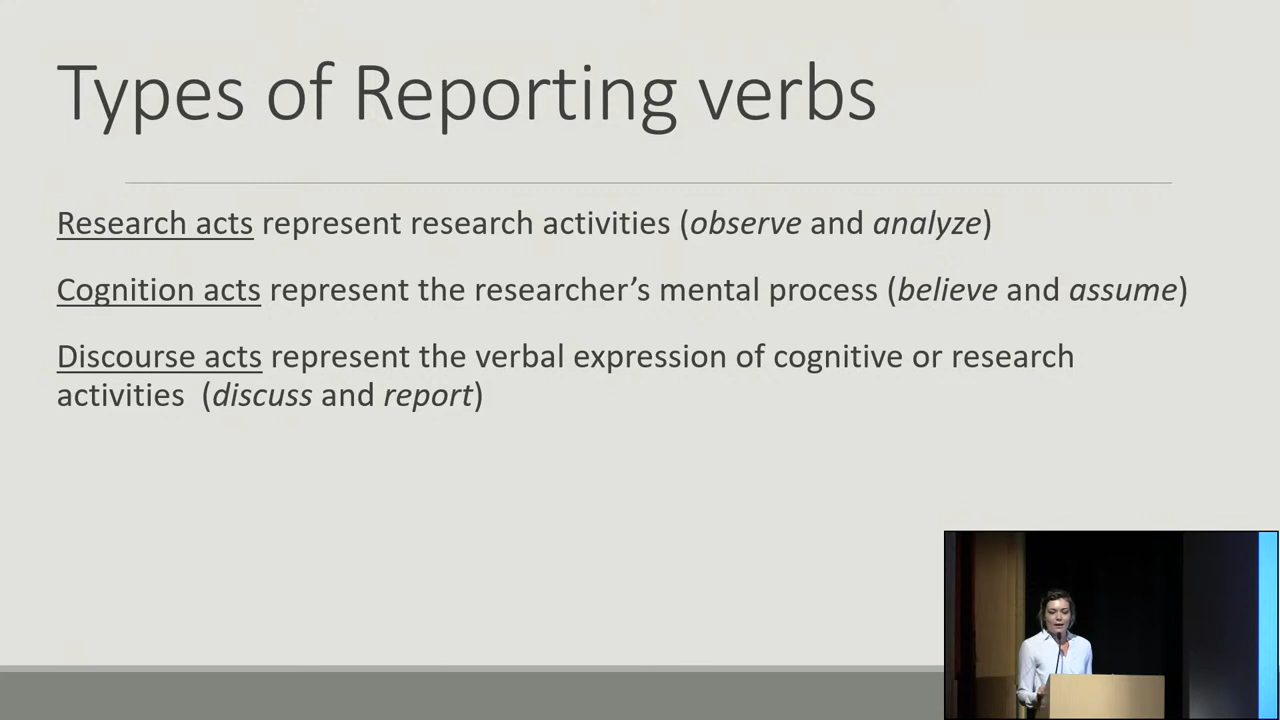 Types of Reporting verbs
Research acts represent research activities (observe and analyze)
Cognition acts represent the researcher’s mental process (believe and assume)
Discourse acts represent the verbal expression of cognitive or research
activities  (discuss and report)